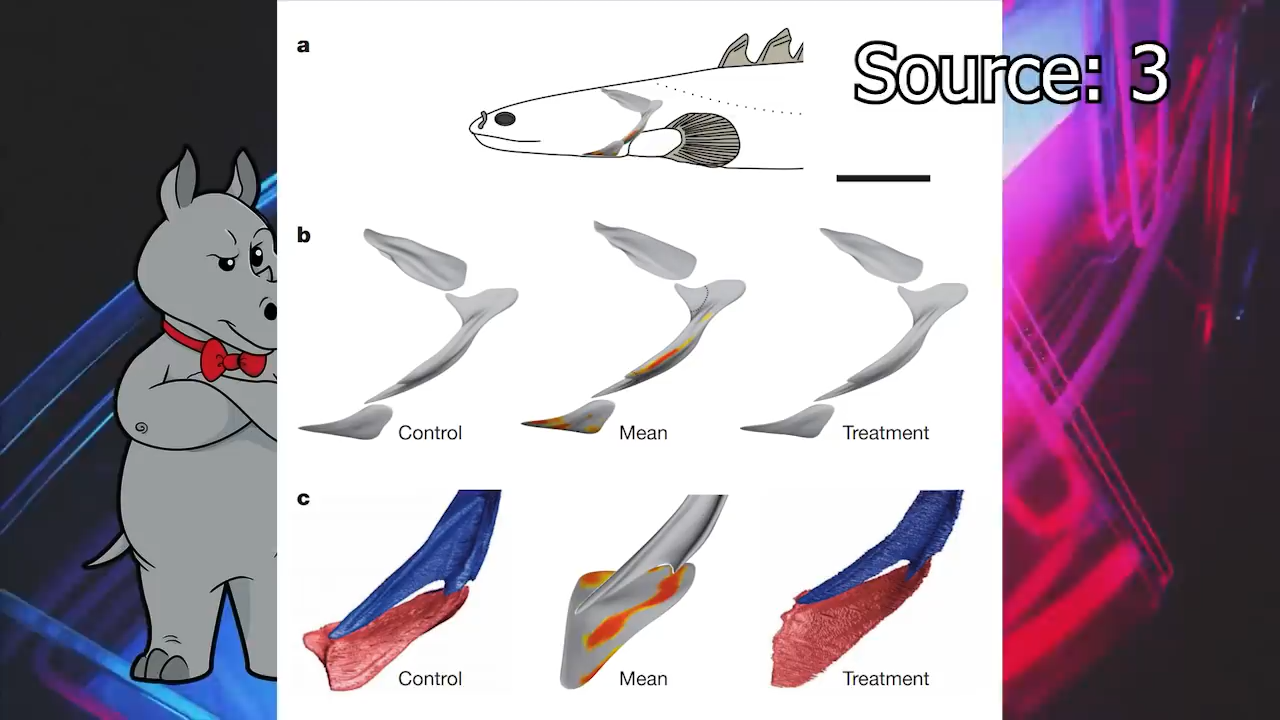 a
Source: 3
b
Control
Mean
Treatment
c
Control
Mean
Treatment